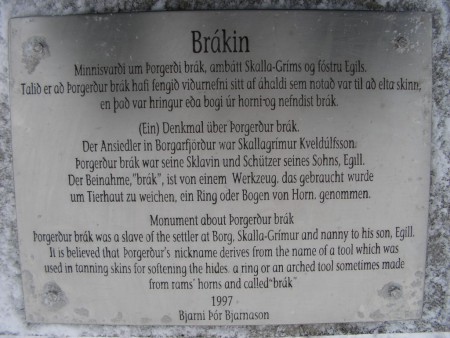 Brákin
Minnisvarði um Þorgerði brák, ambátt Skalla-Gríms og fóstru Egils.
Talið er að Þorgerður brák hafi fengið viðurnefni sitt af áhaldi sem notað var til að elta skinn,
en það var hringur eða bogi úr horni og nefndist brák.
(Ein) Denkmal über Þorgerður brák.
Der Ansiedler in Borgarfjörður war Skallagrímur Kveldúlfsson:
Þorgerður brák war seine Sklavin und Schützer seines Sohns, Egill.
Der Beiname,"brák", ist von einem Werkzeug, das gebraucht wurde
um Tierhaut zu weichen, ein Ring oder Bogen von Horn. genommen.
Monument about Þorgerður brák
Þorgerður brák was a slave of the settler at Borg, Skalla-Grímur and nanny to his son, Egill.
It is believed that Þorgerdur's nickname derives from the name of a tool which was
used in tanning skins for softening the hides. a ring or an arched tool sometimes made
from rams' horns and called "brák"
1997
Bjarni Þór Bjarnason